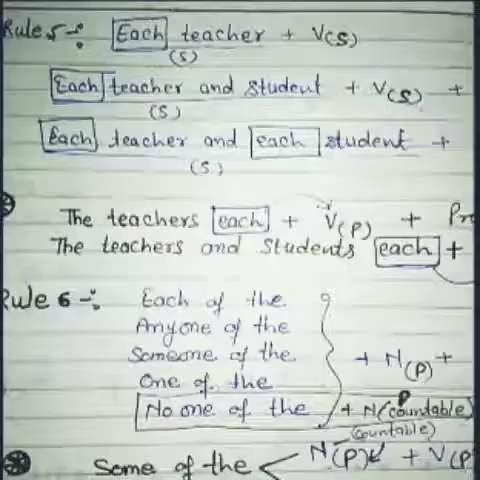 Rule 5 -: Each teacher + V(S)
(S)
Each teacher and student + V(S) +
(S)
Each teacher and each student +
(S)
The teachers each + V(P) + Pr
The teachers and students each +
Rule 6 -: Each of the
Anyone of the
Someone of the
One of the
+ N(P) +
No one of the + N(countable)
P
(countable)
Some of the < N(P) + V(P